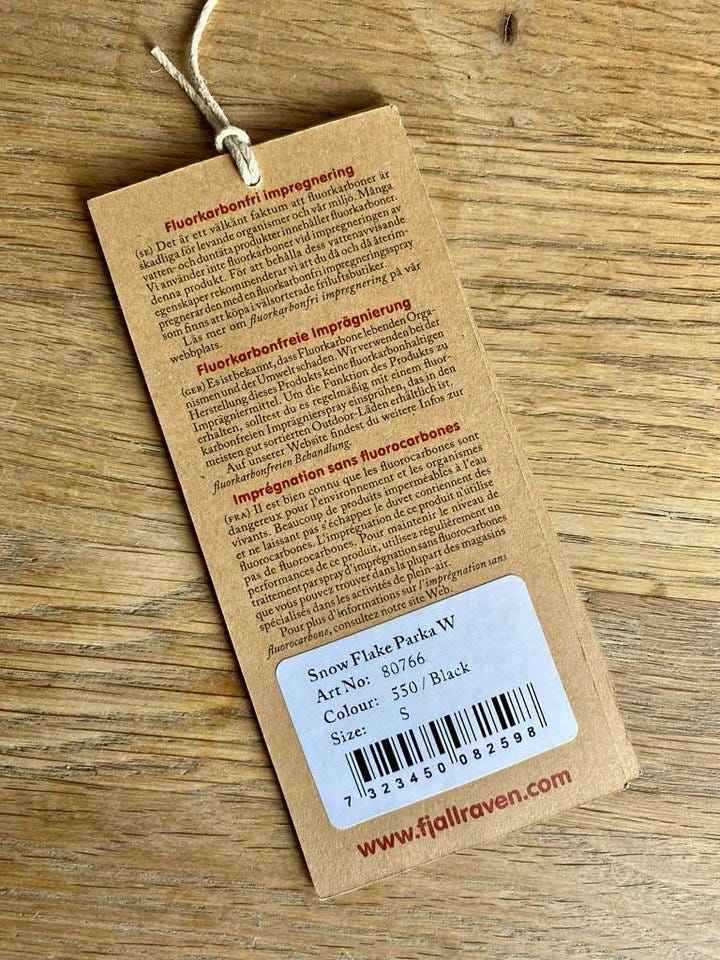 Fluorkarbonfri impregnering
(SE) Det är ett välkänt faktum att fluorkarboner är
skadliga för levande organismer och vår miljö. Många
vatten- och duntäta produkter innehåller fluorkarboner.
Vi använder inte fluorkarboner vid impregneringen av
denna produkt. För att behålla dess vattenavvisande
egenskaper rekommenderar vi att du då och då återim-
pregnerar den med en fluorkarbonfri impregneringsspray
som finns att köpa i välsorterade friluftsbutiker.
Läs mer om fluorkarbonfri impregnering på vår
webbplats.
Fluorkarbonfreie Imprägnierung
(GER) Es ist bekannt, dass Fluorkarbone lebenden Orga-
nismen und der Umwelt schaden. Wir verwenden bei der
Herstellung dieses Produkts keine fluorkarbonhaltigen
Imprägniermittel. Um die Funktion des Produkts zu
erhalten, solltest du es regelmäßig mit einem fluor-
karbonfreien Imprägnierspray einsprühen, das in den
meisten gut sortierten Outdoor-Läden erhältlich ist.
Auf unserer Website findest du weitere Infos zur
fluorkarbonfreien Behandlung.
Imprégnation sans fluorocarbones
(FRA) Il est bien connu que les fluorocarbones sont
dangereux pour l'environnement et les organismes
vivants. Beaucoup de produits imperméables à l'eau
et ne laissant pas s'échapper le duvet contiennent des
fluorocarbones. L'imprégnation de ce produit n'utilise
pas de fluorocarbones. Pour maintenir le niveau de
performances de ce produit, utilisez régulièrement un
traitement par spray d'imprégnation sans fluorocarbones
que vous pouvez trouver dans la plupart des magasins
spécialisés dans les activités de plein-air.
Pour plus d'informations sur l'imprégnation sans
fluorocarbone, consultez notre site Web.
Snow Flake Parka W
Art No: 80766
Colour: 550 / Black
Size: S
7 323450 082598
www.fjallraven.com